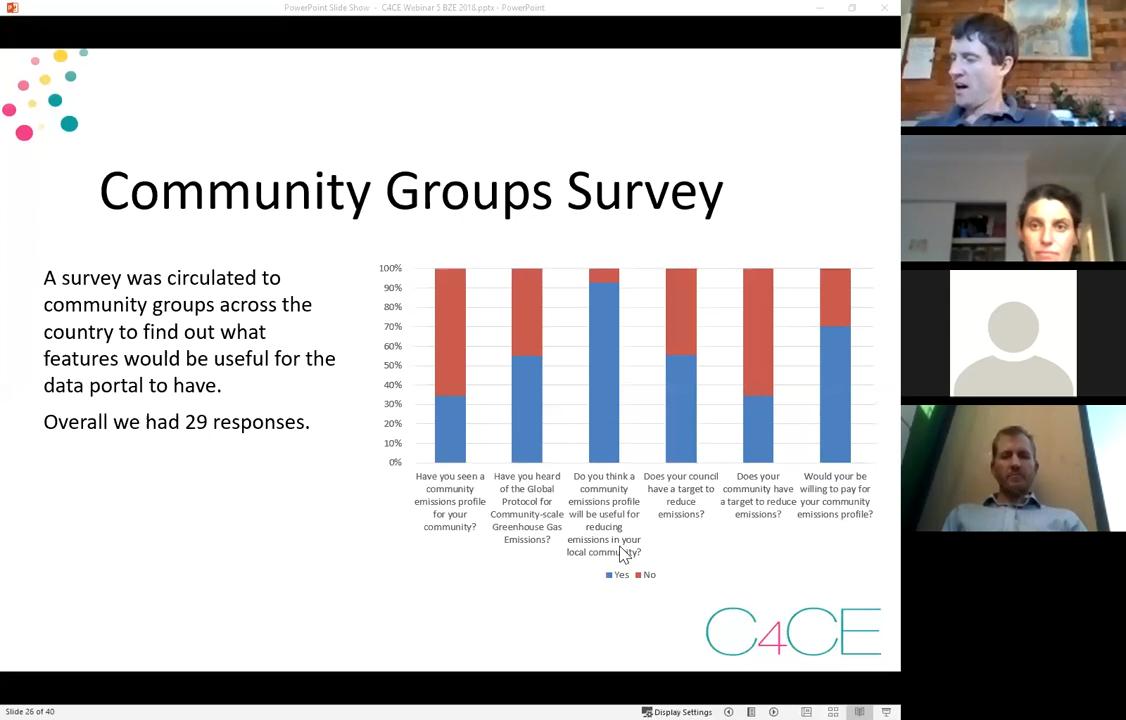 PowerPoint Slide Show - C4CE Webinar 5 BZE 2018.pptx - PowerPoint
Community Groups Survey
A survey was circulated to
community groups across the
country to find out what
features would be useful for the
data portal to have.
Overall we had 29 responses.
100%
90%
80%
70%
60%
50%
40%
30%
20%
10%
0%
Have you seen a
community
emissions profile
for your
community?
Have you heard
of the Global
Protocol for
Community-scale
Greenhouse Gas
Emissions?
Do you think a
community
emissions profile
will be useful for
reducing
emissions in your
local community?
Does your council
have a target to
reduce
emissions?
Does your
community have
a target to reduce
emissions?
Would your be
willing to pay for
your community
emissions profile?
Yes No
C4CE
Slide 26 of 40
Display Settings